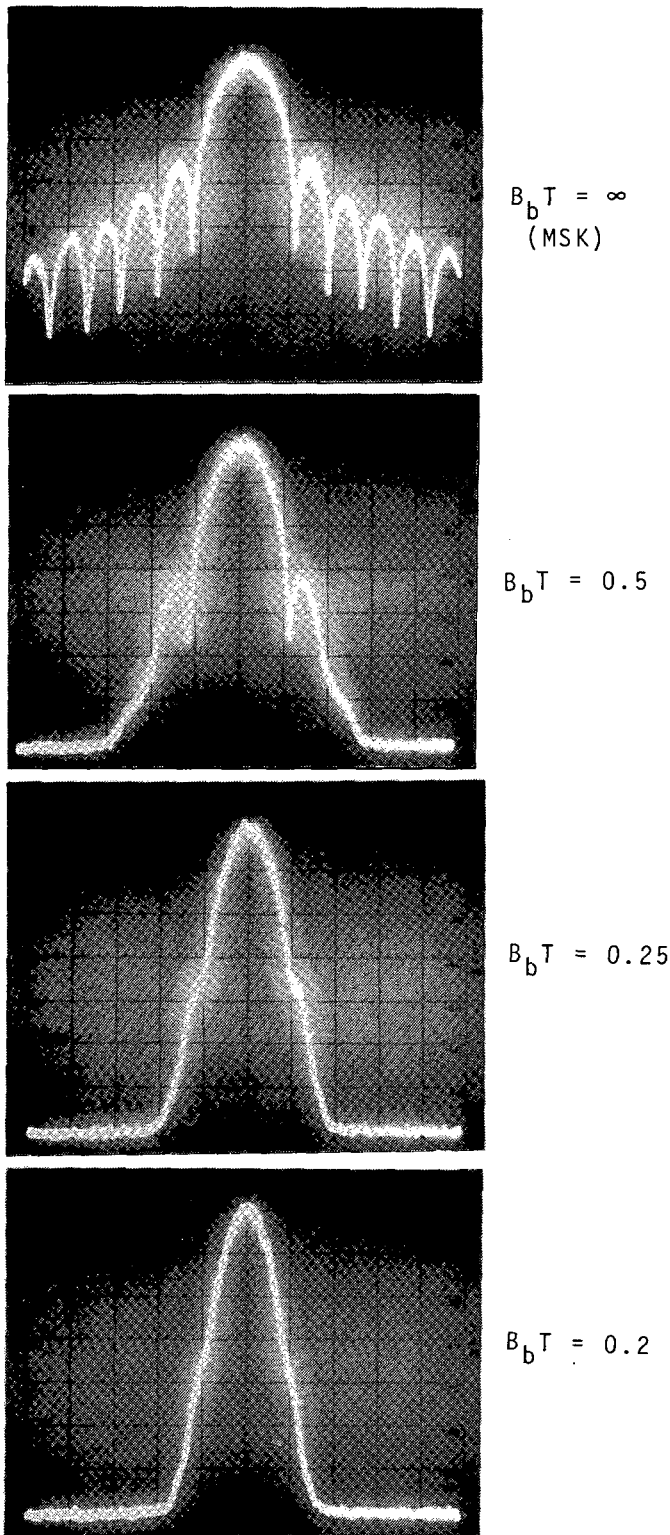 B_bT = ∞
(MSK)
B_bT = 0.5
B_bT = 0.25
B_bT = 0.2